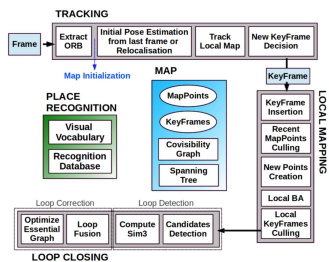 TRACKING
Frame
Extract
ORB
Initial Pose Estimation
from last frame or
Relocalisation
Track
Local Map
New KeyFrame
Decision
Map Initialization
KeyFrame
MAP
MapPoints
KeyFrames
Covisibility
Graph
Spanning
Tree
PLACE
RECOGNITION
Visual
Vocabulary
Recognition
Database
LOCAL MAPPING
KeyFrame
Insertion
Recent
MapPoints
Culling
New Points
Creation
Local BA
Local
KeyFrames
Culling
Loop Correction
Loop Detection
Optimize
Essential
Graph
Loop
Fusion
Compute
Sim3
Candidates
Detection
LOOP CLOSING